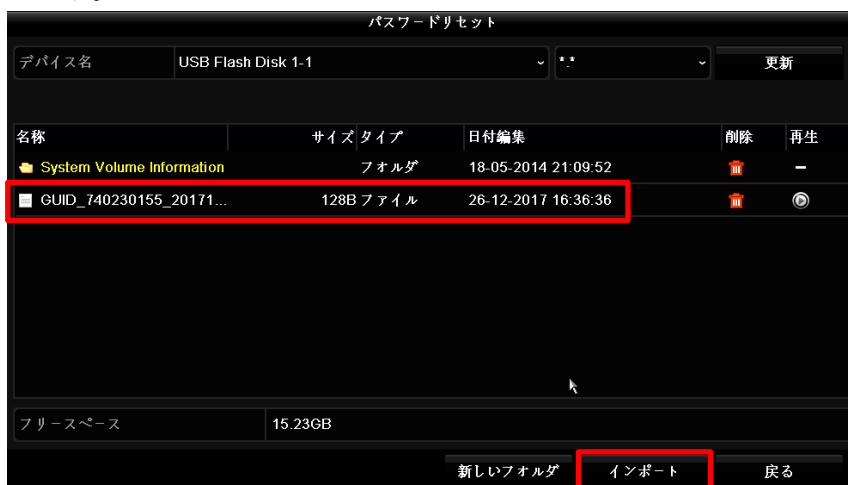 パスワードリセット
デバイス名 USB Flash Disk 1-1 *.* 更新
名称 サイズ タイプ 日付編集 削除 再生
System Volume Information フォルダ 18-05-2014 21:09:52 –
GUID_740230155_20171... 128B ファイル 26-12-2017 16:36:36
フリースペース 15.23GB
新しいフォルダ インポート 戻る